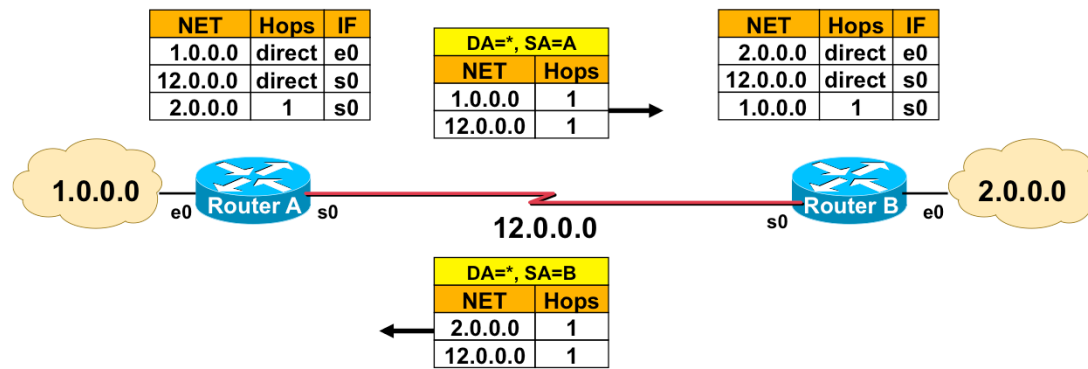 NET Hops IF
1.0.0.0 direct e0
12.0.0.0 direct s0
2.0.0.0 1 s0
DA=*, SA=A
NET Hops
1.0.0.0 1
12.0.0.0 1
NET Hops IF
2.0.0.0 direct e0
12.0.0.0 direct s0
1.0.0.0 1 s0
1.0.0.0
e0
Router A
s0
12.0.0.0
s0
Router B
e0
2.0.0.0
DA=*, SA=B
NET Hops
2.0.0.0 1
12.0.0.0 1